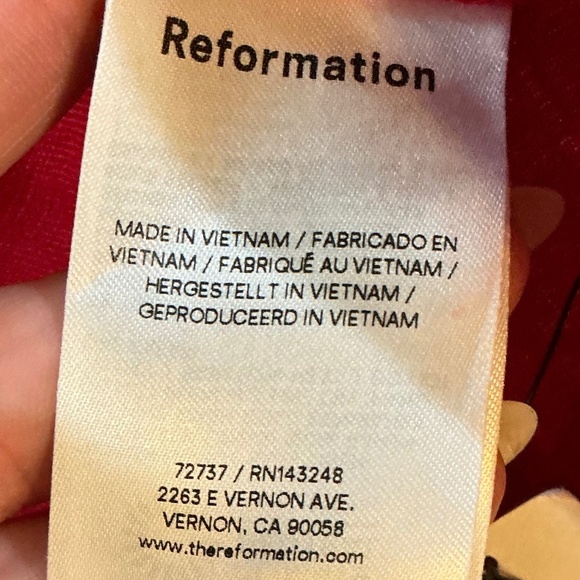 Reformation
MADE IN VIETNAM / FABRICADO EN
VIETNAM / FABRIQUÉ AU VIETNAM /
HERGESTELLT IN VIETNAM /
GEPRODUCEERD IN VIETNAM
72737 / RN143248
2263 E VERNON AVE.
VERNON, CA 90058
www.thereformation.com